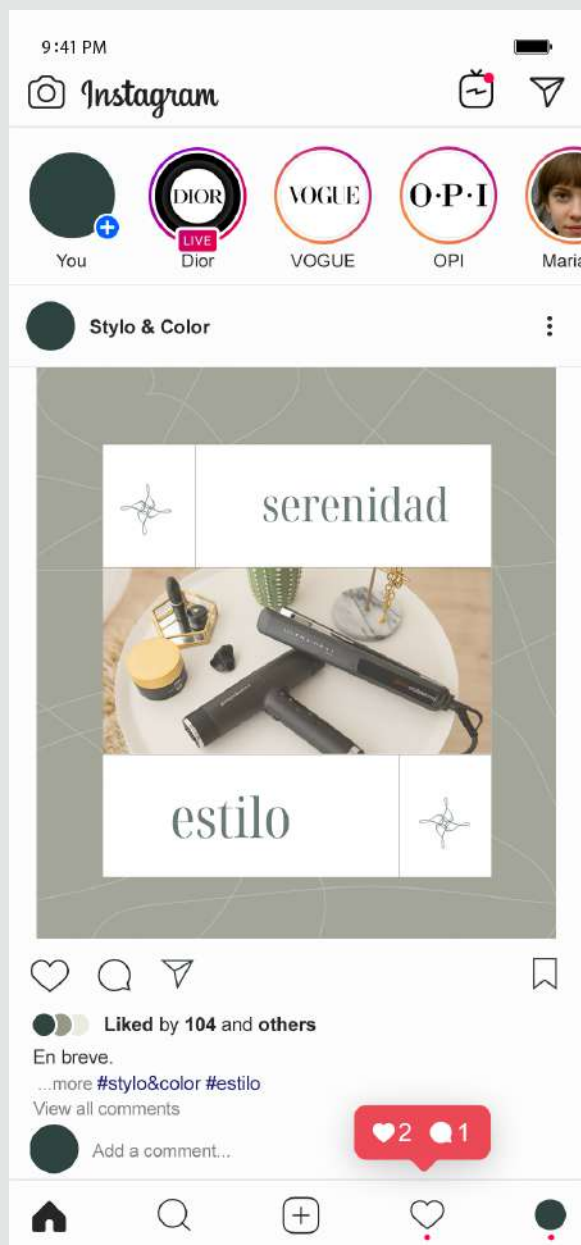 9:41 PM
Instagram
DIOR
VOGUE
O·P·I
LIVE
You
Dior
VOGUE
OPI
Maria
Stylo & Color
serenidad
estilo
Liked by 104 and others
En breve.
...more #stylo&color #estilo
View all comments
2 1
Add a comment...